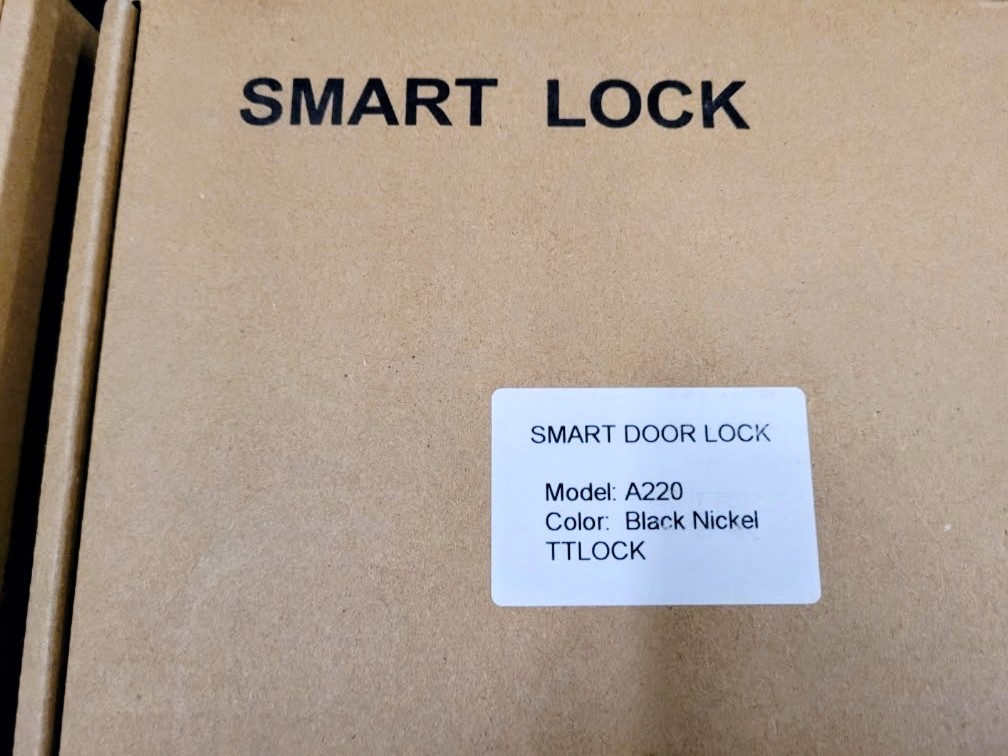 SMART LOCK
SMART DOOR LOCK
Model: A220
Color: Black Nickel
TTLOCK